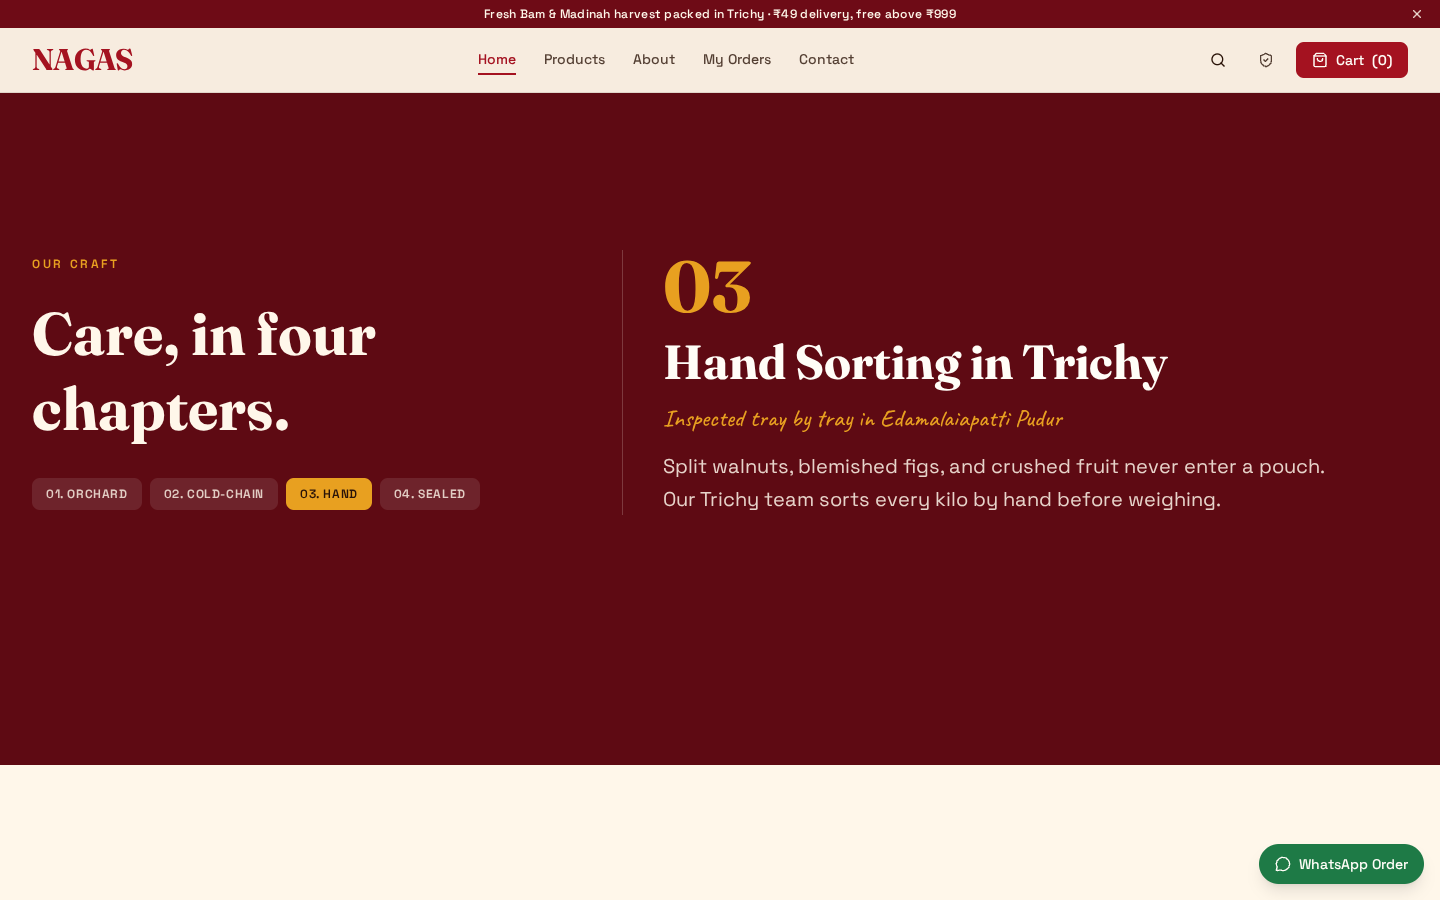 Fresh Bam & Madinah harvest packed in Trichy · ₹49 delivery, free above ₹999
NAGAS
Home
Products
About
My Orders
Contact
Cart (0)
OUR CRAFT
Care, in four
chapters.
01. ORCHARD
02. COLD-CHAIN
03. HAND
04. SEALED
03
Hand Sorting in Trichy
Inspected tray by tray in Edamalaiapatti Pudur
Split walnuts, blemished figs, and crushed fruit never enter a pouch.
Our Trichy team sorts every kilo by hand before weighing.
WhatsApp Order